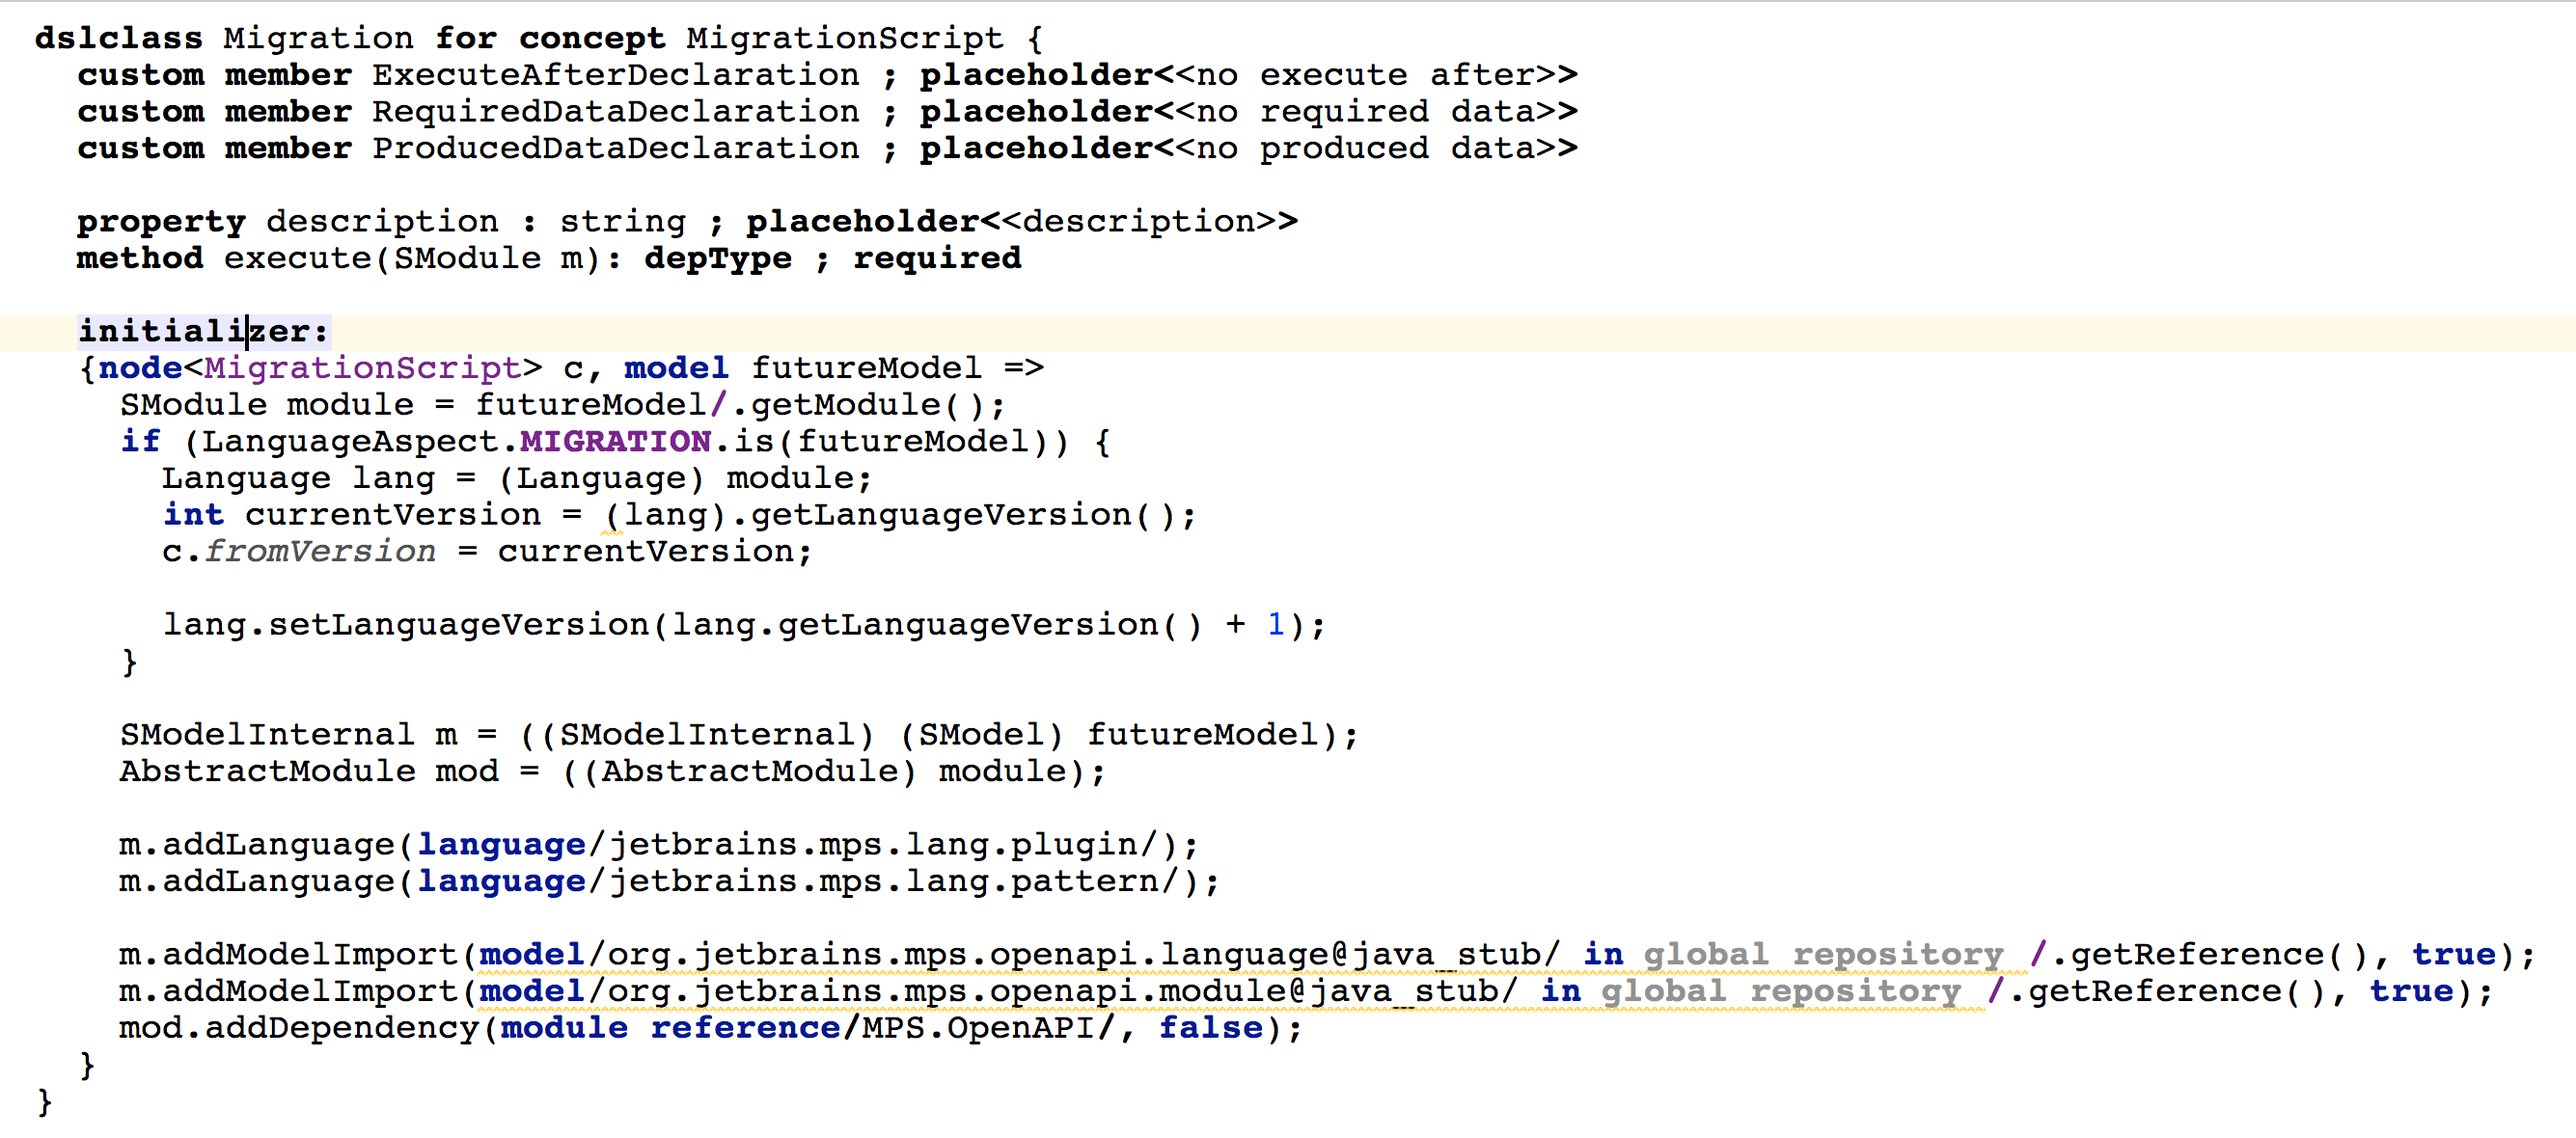 dslclass Migration for concept MigrationScript {
custom member ExecuteAfterDeclaration ; placeholder<<no execute after>>
custom member RequiredDataDeclaration ; placeholder<<no required data>>
custom member ProducedDataDeclaration ; placeholder<<no produced data>>
property description : string ; placeholder<<description>>
method execute(SModule m): depType ; required
initializer:
{node<MigrationScript> c, model futureModel =>
SModule module = futureModel/.getModule();
if (LanguageAspect.MIGRATION.is(futureModel)) {
Language lang = (Language) module;
int currentVersion = (lang).getLanguageVersion();
c.fromVersion = currentVersion;
lang.setLanguageVersion(lang.getLanguageVersion() + 1);
}
SModelInternal m = ((SModelInternal) (SModel) futureModel);
AbstractModule mod = ((AbstractModule) module);
m.addLanguage(language/jetbrains.mps.lang.plugin/);
m.addLanguage(language/jetbrains.mps.lang.pattern/);
m.addModelImport(model/org.jetbrains.mps.openapi.language@java_stub/ in global repository /.getReference(), true);
m.addModelImport(model/org.jetbrains.mps.openapi.module@java_stub/ in global repository /.getReference(), true);
mod.addDependency(module reference/MPS.OpenAPI/, false);
}
}